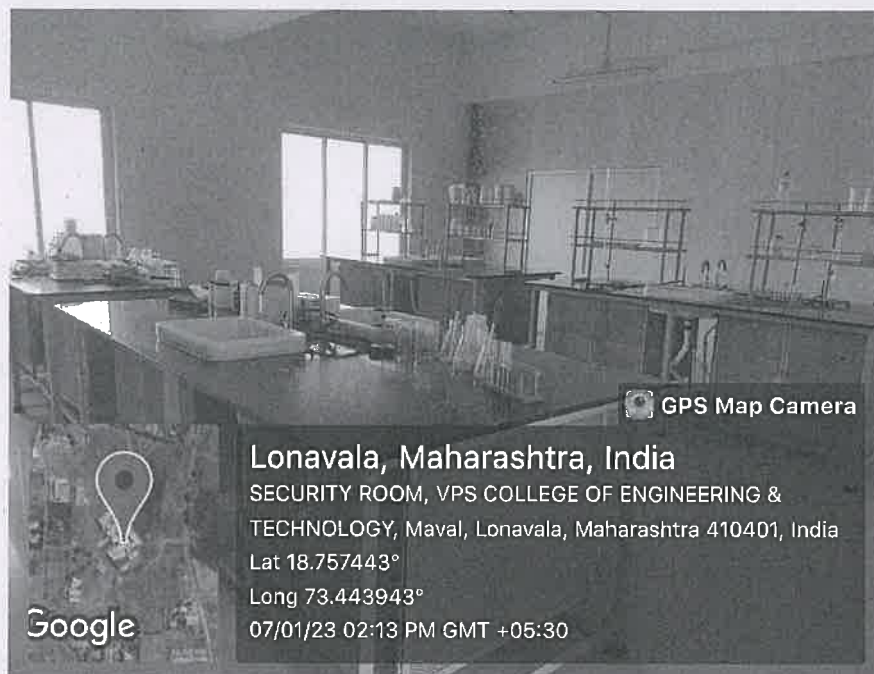 GPS Map Camera
Lonavala, Maharashtra, India
SECURITY ROOM, VPS COLLEGE OF ENGINEERING &
TECHNOLOGY, Maval, Lonavala, Maharashtra 410401, India
Lat 18.757443°
Long 73.443943°
07/01/23 02:13 PM GMT +05:30
Google